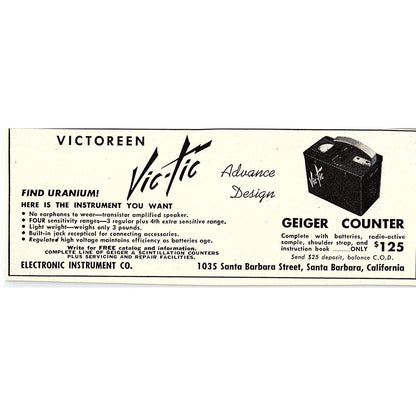 VICTOREEN
Vic-Tic
Advance
Design
FIND URANIUM!
HERE IS THE INSTRUMENT YOU WANT
• No earphones to wear—transistor amplified speaker.
• FOUR sensitivity ranges—3 regular plus 4th extra sensitive range.
• Light weight—weighs only 3 pounds.
• Built-in jack receptical for connecting accessories.
• Regulated high voltage maintains efficiency as batteries age.
Write for FREE catalog and information.
COMPLETE LINE OF GEIGER & SCINTILLATION COUNTERS
PLUS SERVICING AND REPAIR FACILITIES.
Vic-Tic
GEIGER COUNTER
Complete with batteries, radio-active
sample, shoulder strap, and
instruction book ........ONLY $125
Send $25 deposit, balance C.O.D.
ELECTRONIC INSTRUMENT CO. 1035 Santa Barbara Street, Santa Barbara, California